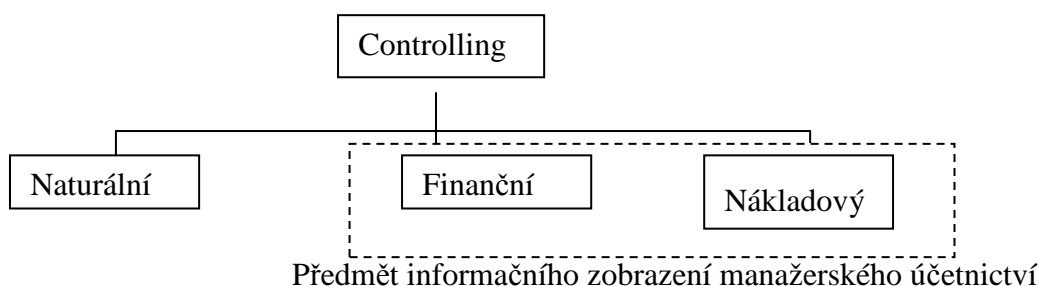 Controlling
Naturální
Finanční
Nákladový
Předmět informačního zobrazení manažerského účetnictví